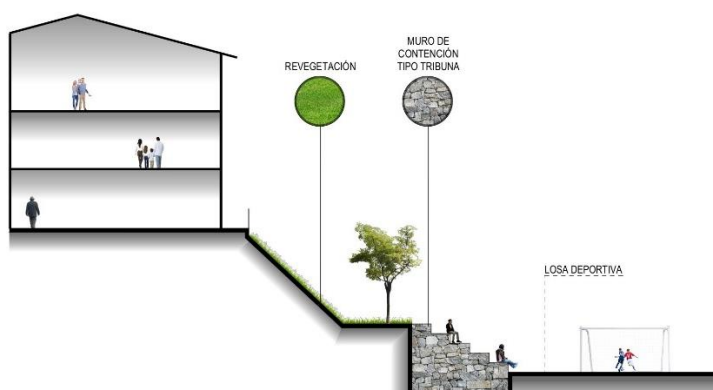 REVEGETACIÓN
MURO DE
CONTENCIÓN
TIPO TRIBUNA
LOSA DEPORTIVA